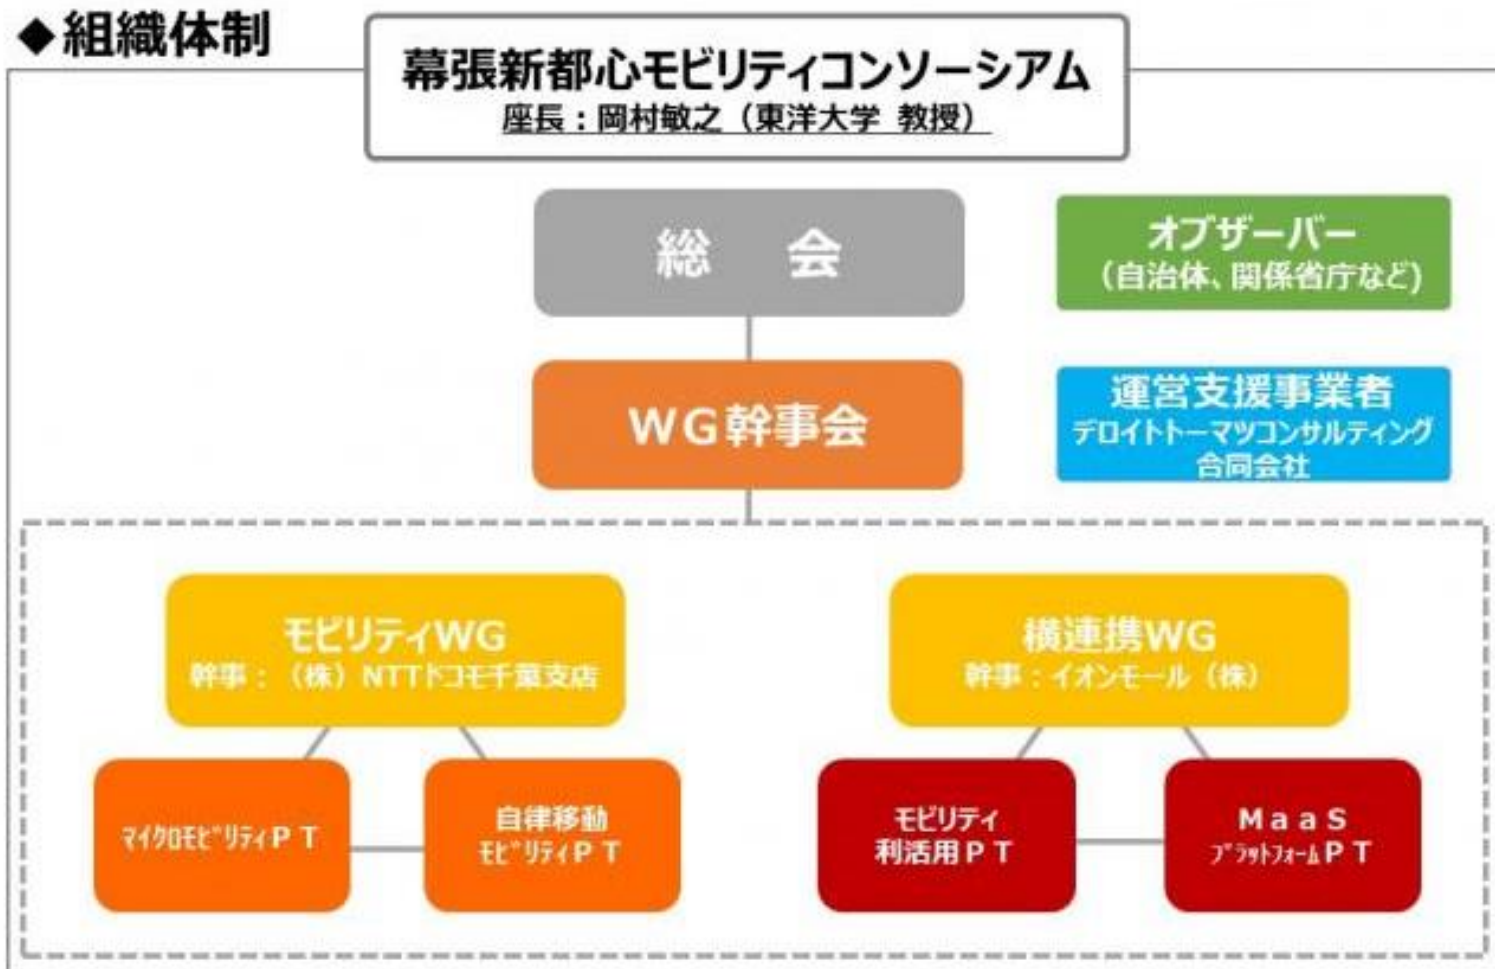 ◆組織体制
幕張新都心モビリティコンソーシアム
座長：岡村敏之（東洋大学 教授）
総　会
オブザーバー
（自治体、関係省庁など）
WG幹事会
運営支援事業者
デロイトトーマツコンサルティング
合同会社
モビリティWG
幹事：（株）NTTドコモ千葉支店
横連携WG
幹事：イオンモール（株）
ﾏｲｸﾛﾓﾋﾞﾘﾃｨＰＴ
自律移動
ﾓﾋﾞﾘﾃｨＰＴ
モビリティ
利活用ＰＴ
ＭａａＳ
ﾌﾟﾗｯﾄﾌｫｰﾑＰＴ